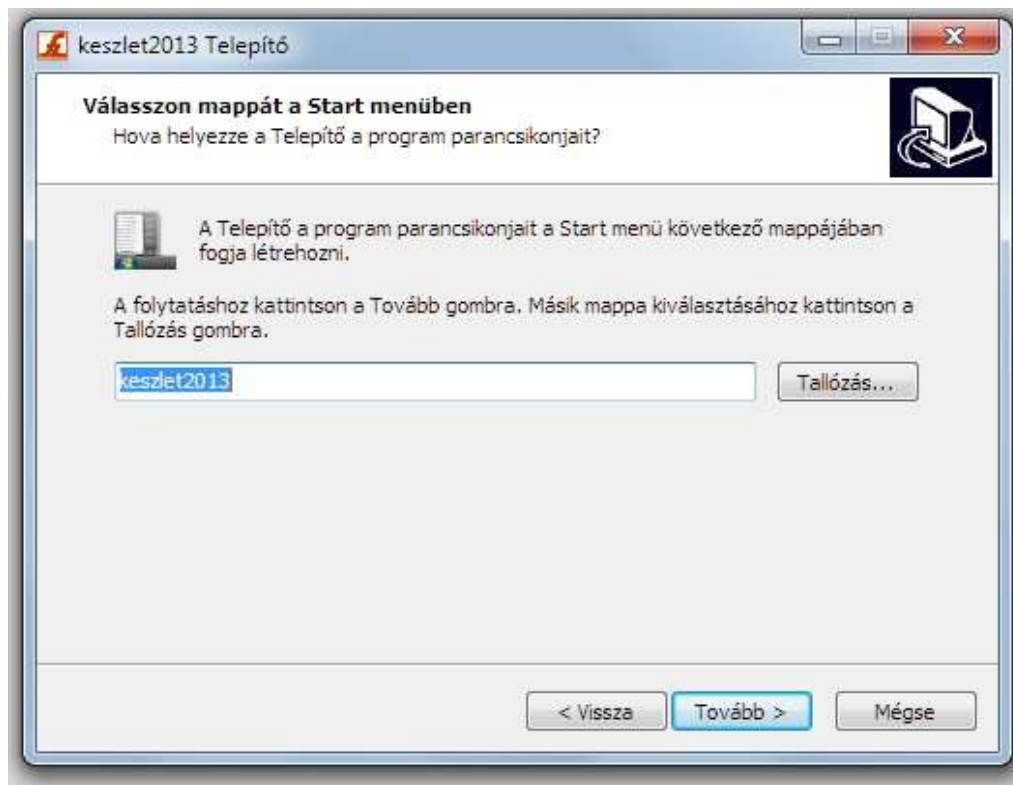 keszlet2013 Telepítő
Válasszon mappát a Start menüben
Hova helyezze a Telepítő a program parancsikonjait?
A Telepítő a program parancsikonjait a Start menü következő mappájában
fogja létrehozni.
A folytatáshoz kattintson a Tovább gombra. Másik mappa kiválasztásához kattintson a
Tallózás gombra.
keszlet2013
Tallózás...
< Vissza
Tovább >
Mégse